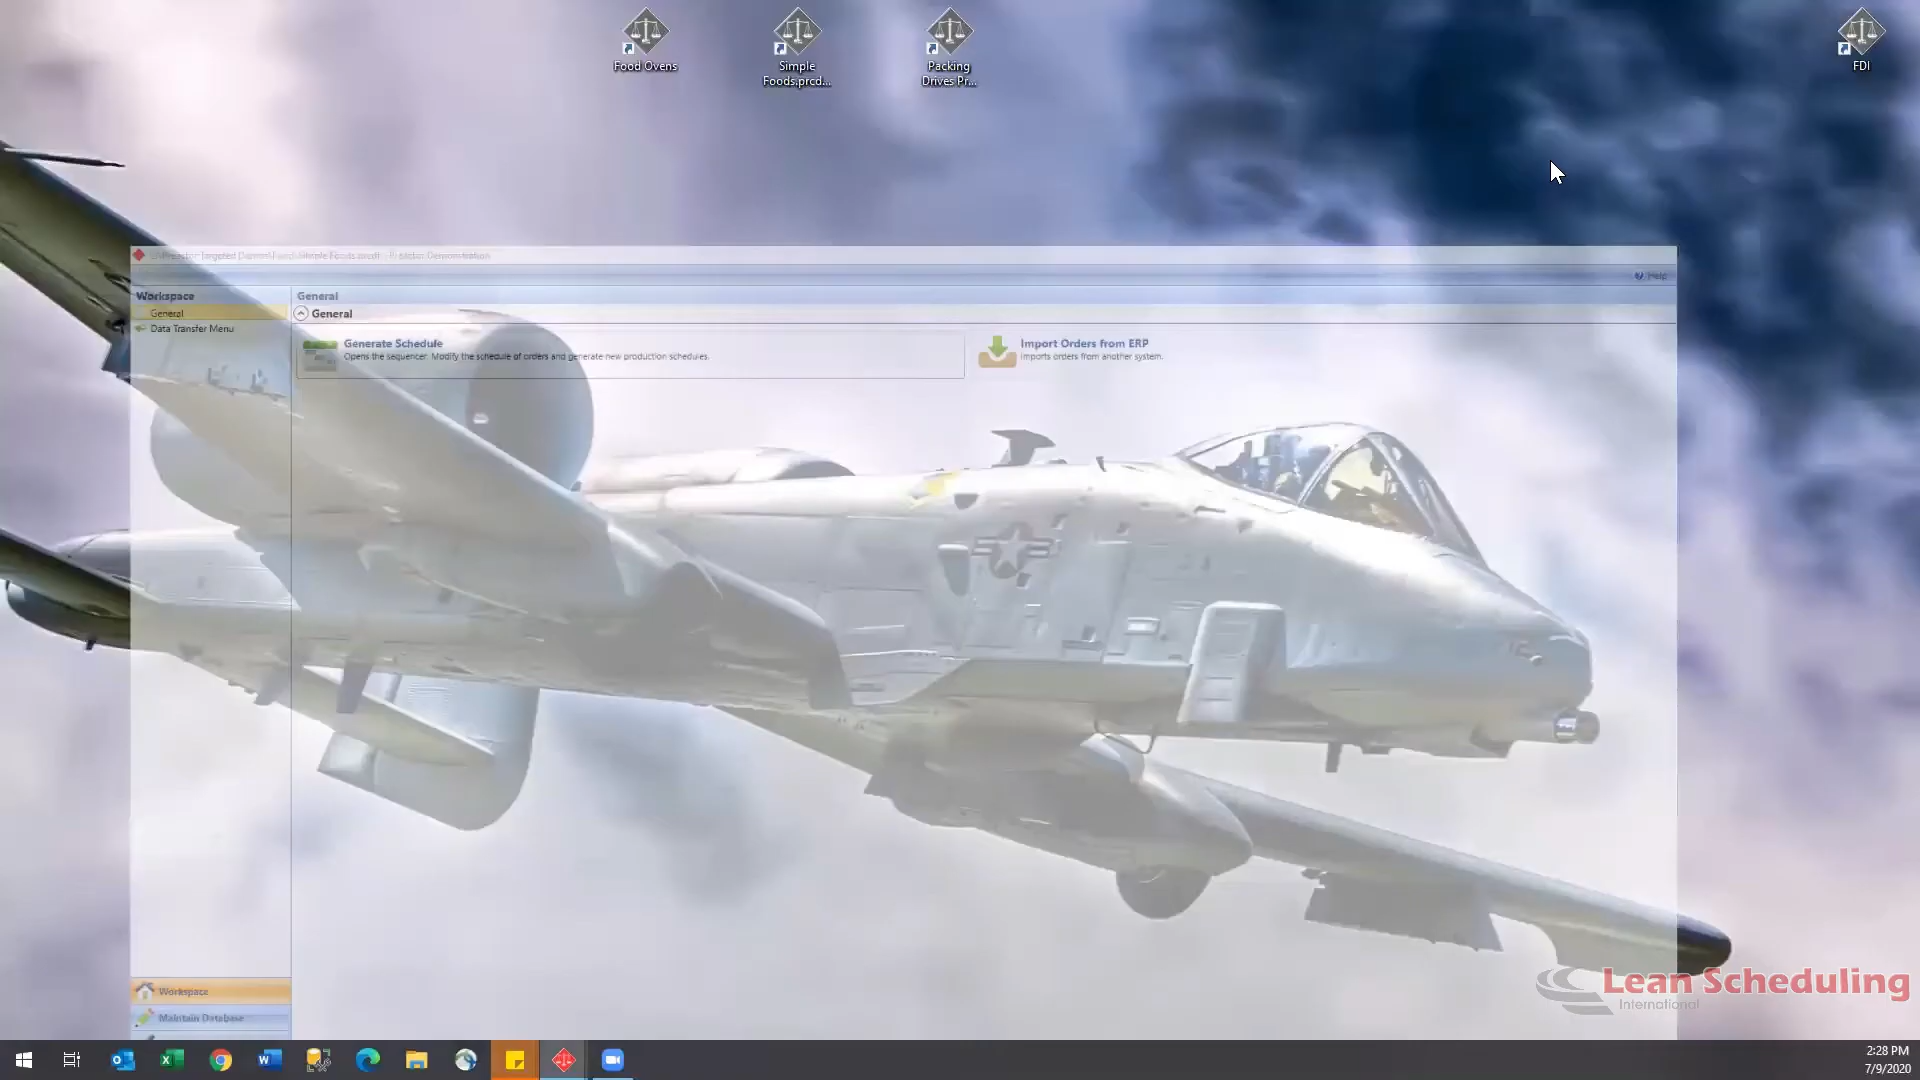 Food Ovens
Simple
Foods.prcd...
Packing
Drives Pr...
FDI
Help
Workspace
General
Data Transfer Menu
General
General
Generate Schedule
Opens the sequencer. Modify the schedule of orders and generate new production schedules.
Import Orders from ERP
Imports orders from another system.
Workspace
Maintain Database
Lean Scheduling
International
2:28 PM
7/9/2020